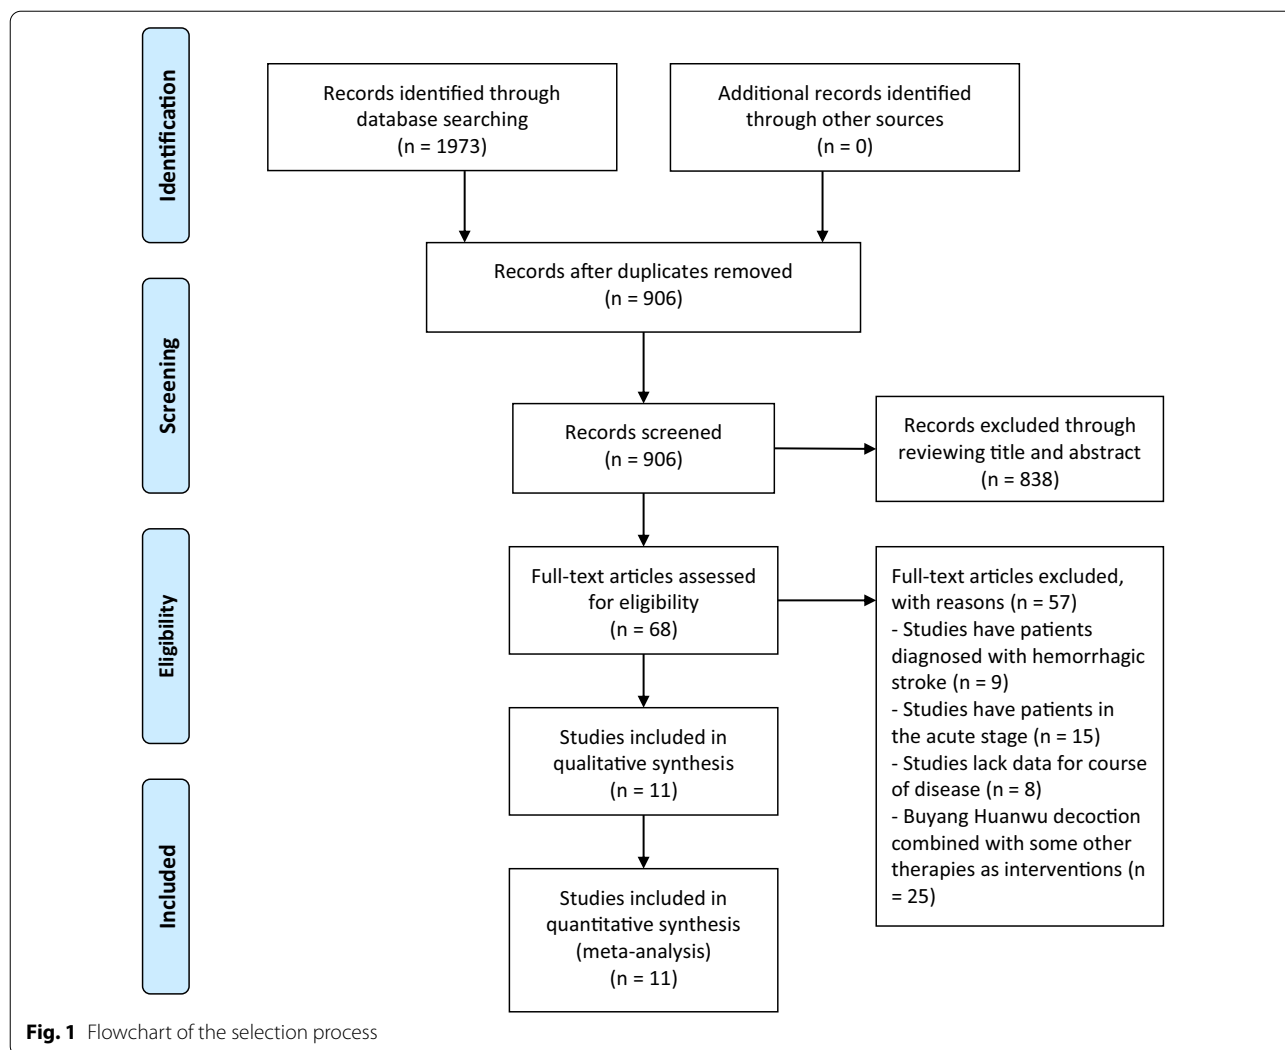 Identification
Records identified through
database searching
(n = 1973)
Additional records identified
through other sources
(n = 0)
Records after duplicates removed
(n = 906)
Screening
Records screened
(n = 906)
Records excluded through
reviewing title and abstract
(n = 838)
Eligibility
Full-text articles assessed
for eligibility
(n = 68)
Full-text articles excluded,
with reasons (n = 57)
- Studies have patients
diagnosed with hemorrhagic
stroke (n = 9)
- Studies have patients in
the acute stage (n = 15)
- Studies lack data for course
of disease (n = 8)
- Buyang Huanwu decoction
combined with some other
therapies as interventions (n
= 25)
Studies included in
qualitative synthesis
(n = 11)
Included
Studies included in
quantitative synthesis
(meta-analysis)
(n = 11)
Fig. 1 Flowchart of the selection process